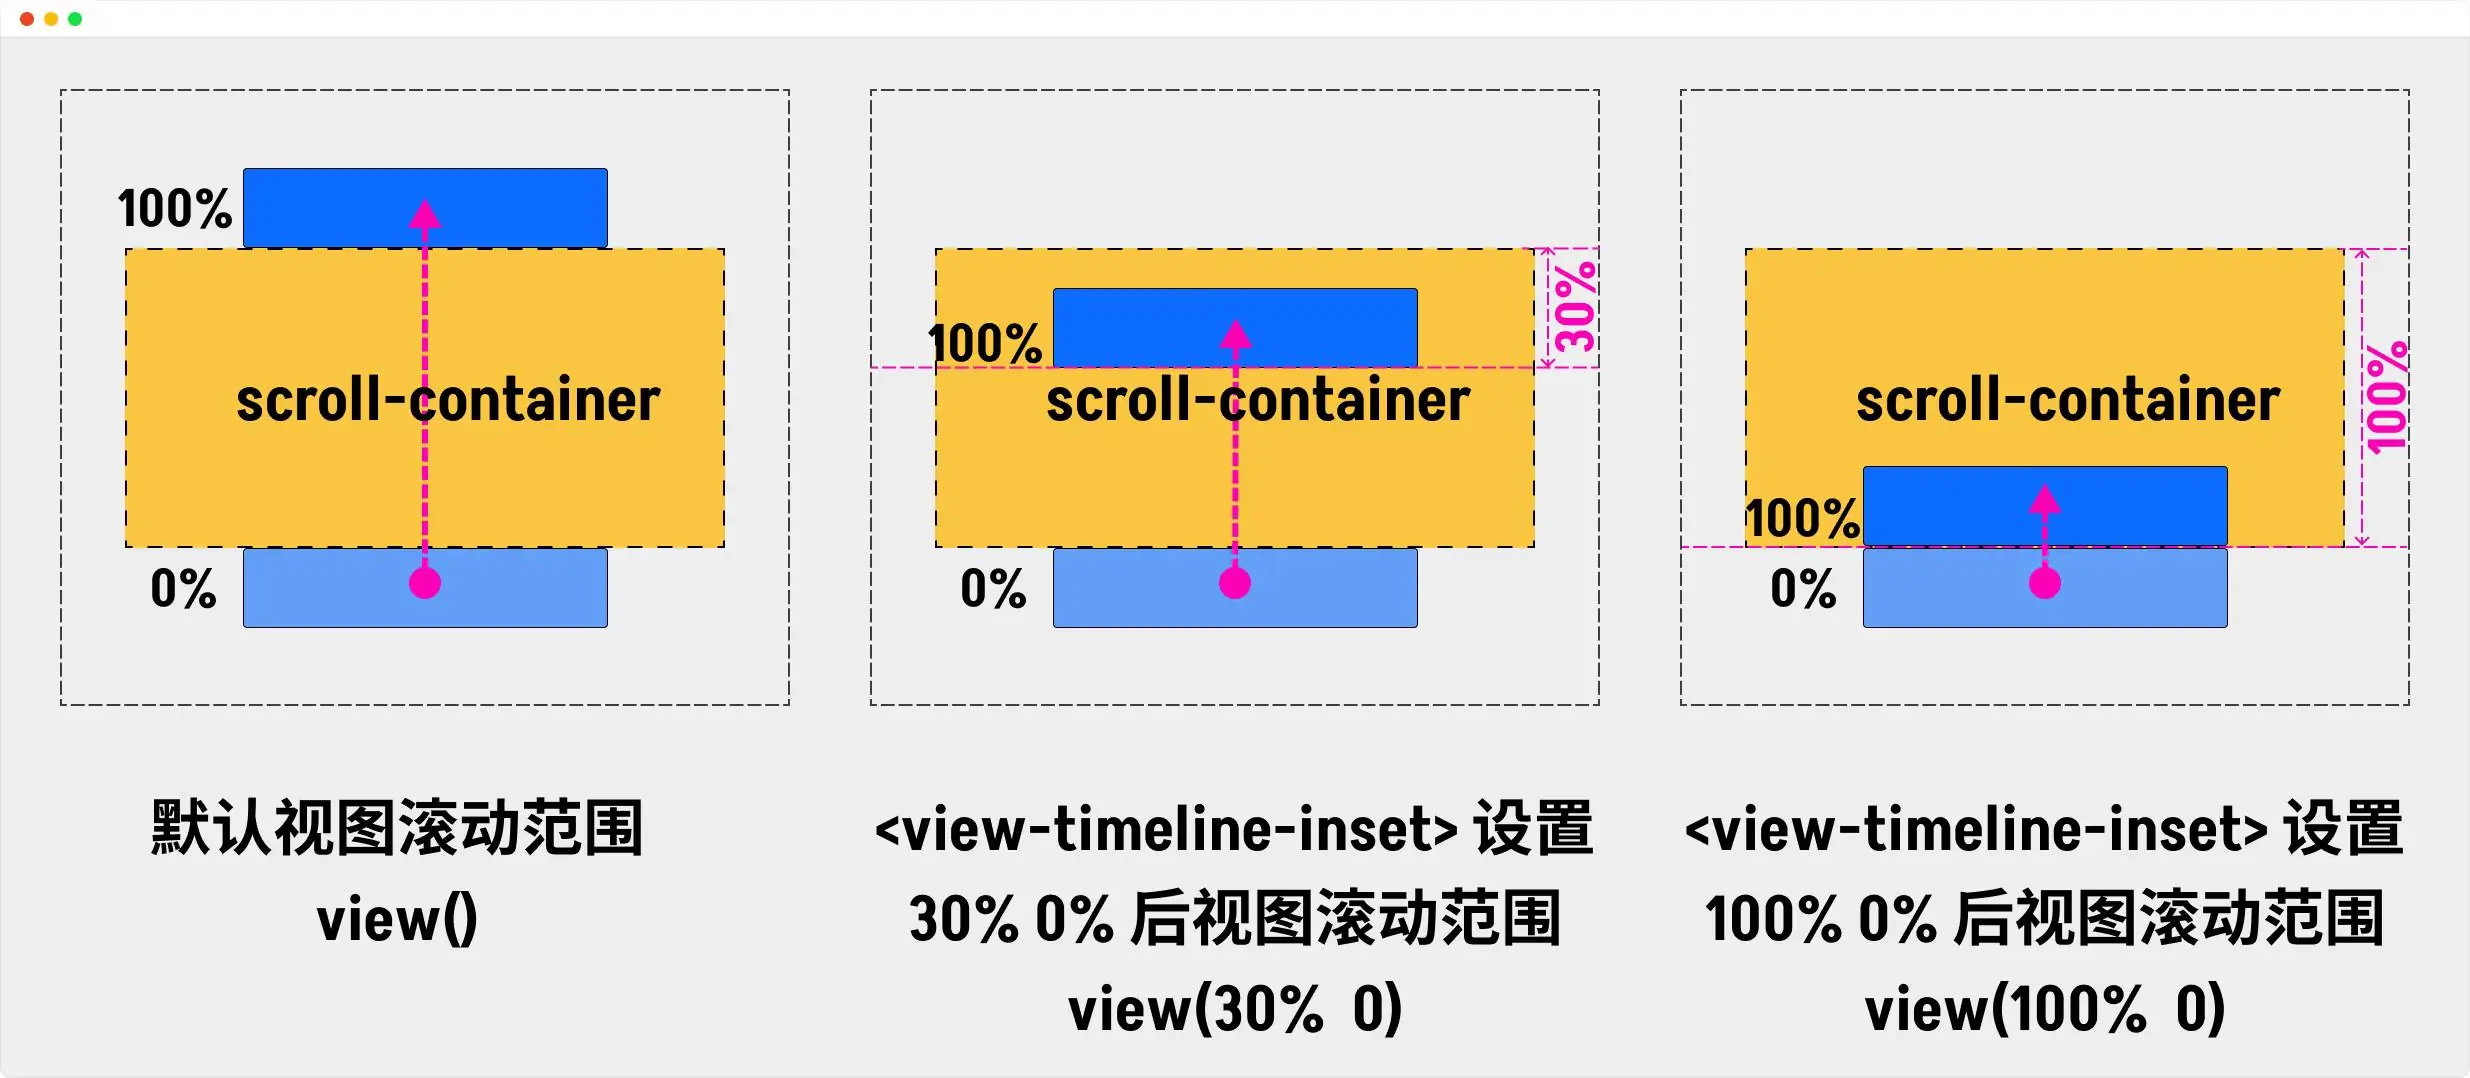 100%
scroll-container
0%
默认视图滚动范围
view()
100%
30%
scroll-container
0%
<view-timeline-inset> 设置
30% 0% 后视图滚动范围
view(30% 0)
100%
scroll-container
100%
0%
<view-timeline-inset> 设置
100% 0% 后视图滚动范围
view(100% 0)